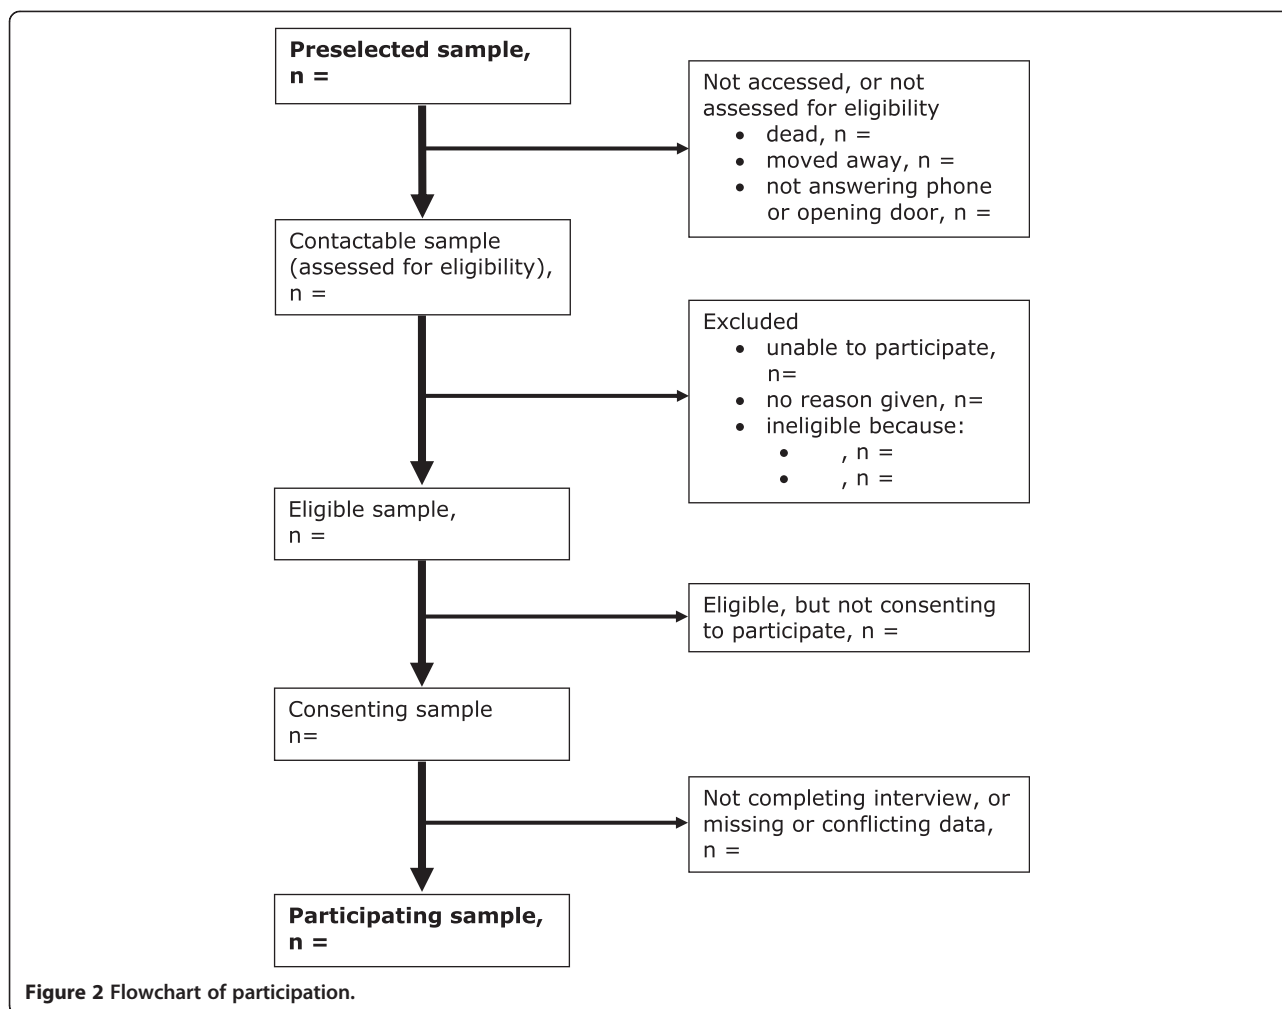 Preselected sample,
n =
Not accessed, or not
assessed for eligibility
• dead, n =
• moved away, n =
• not answering phone
or opening door, n =
Contactable sample
(assessed for eligibility),
n =
Excluded
• unable to participate,
n=
• no reason given, n=
• ineligible because:
• , n =
• , n =
Eligible sample,
n =
Eligible, but not consenting
to participate, n =
Consenting sample
n=
Not completing interview, or
missing or conflicting data,
n =
Participating sample,
n =
Figure 2 Flowchart of participation.